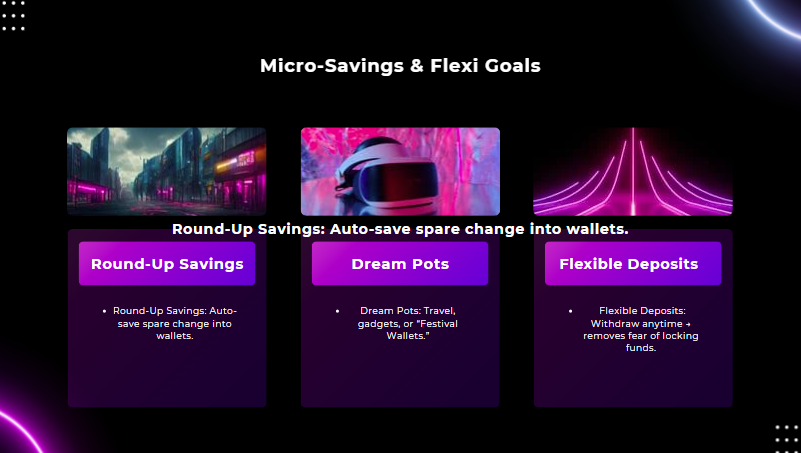 Micro-Savings & Flexi Goals
Round-Up Savings: Auto-save spare change into wallets.
Round-Up Savings
• Round-Up Savings: Auto-
save spare change into
wallets.
Dream Pots
• Dream Pots: Travel,
gadgets, or “Festival
Wallets.”
Flexible Deposits
• Flexible Deposits:
Withdraw anytime →
removes fear of locking
funds.